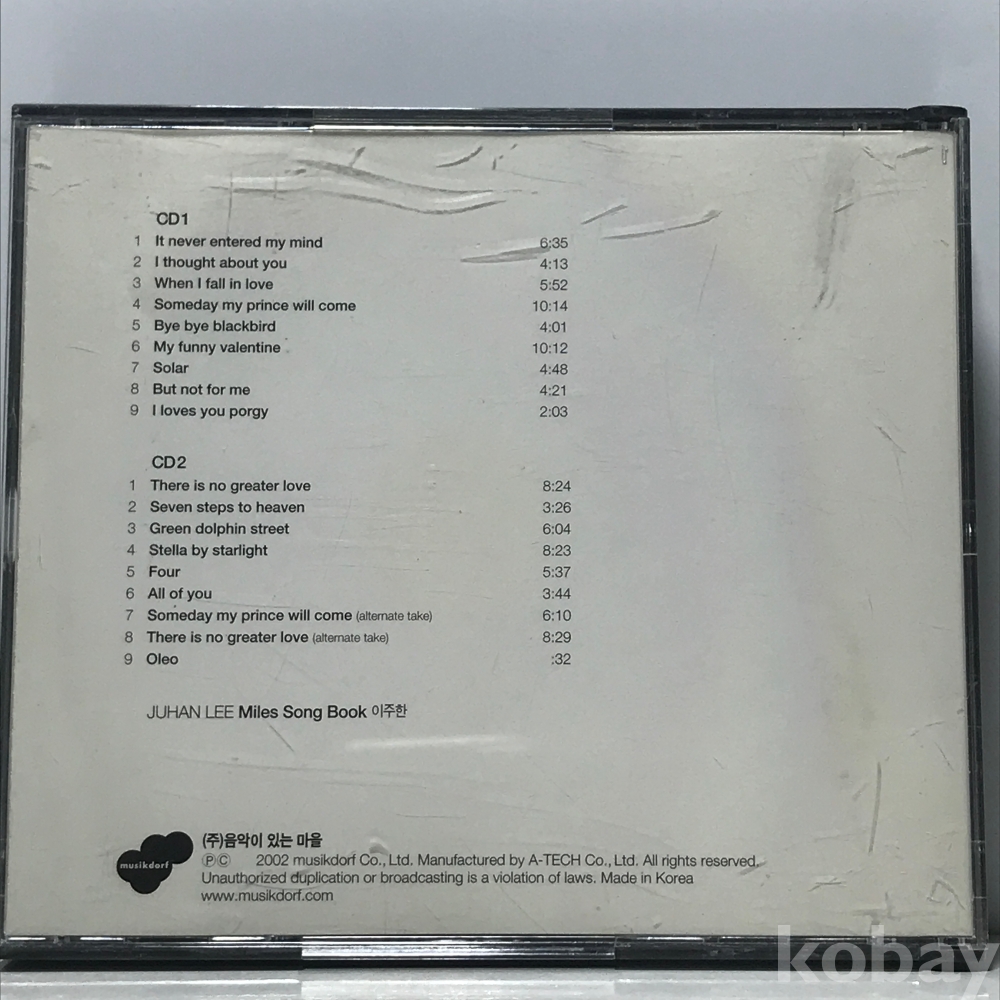 CD1
1 It never entered my mind 6:35
2 I thought about you 4:13
3 When I fall in love 5:52
4 Someday my prince will come 10:14
5 Bye bye blackbird 4:01
6 My funny valentine 10:12
7 Solar 4:48
8 But not for me 4:21
9 I loves you porgy 2:03
CD2
1 There is no greater love 8:24
2 Seven steps to heaven 3:26
3 Green dolphin street 6:04
4 Stella by starlight 8:23
5 Four 5:37
6 All of you 3:44
7 Someday my prince will come (alternate take) 6:10
8 There is no greater love (alternate take) 8:29
9 Oleo :32
JUHAN LEE Miles Song Book 이주한
musikdorf
(주)음악이 있는 마을
ⓅⒸ 2002 musikdorf Co., Ltd. Manufactured by A-TECH Co., Ltd. All rights reserved.
Unauthorized duplication or broadcasting is a violation of laws. Made in Korea
www.musikdorf.com
kobay